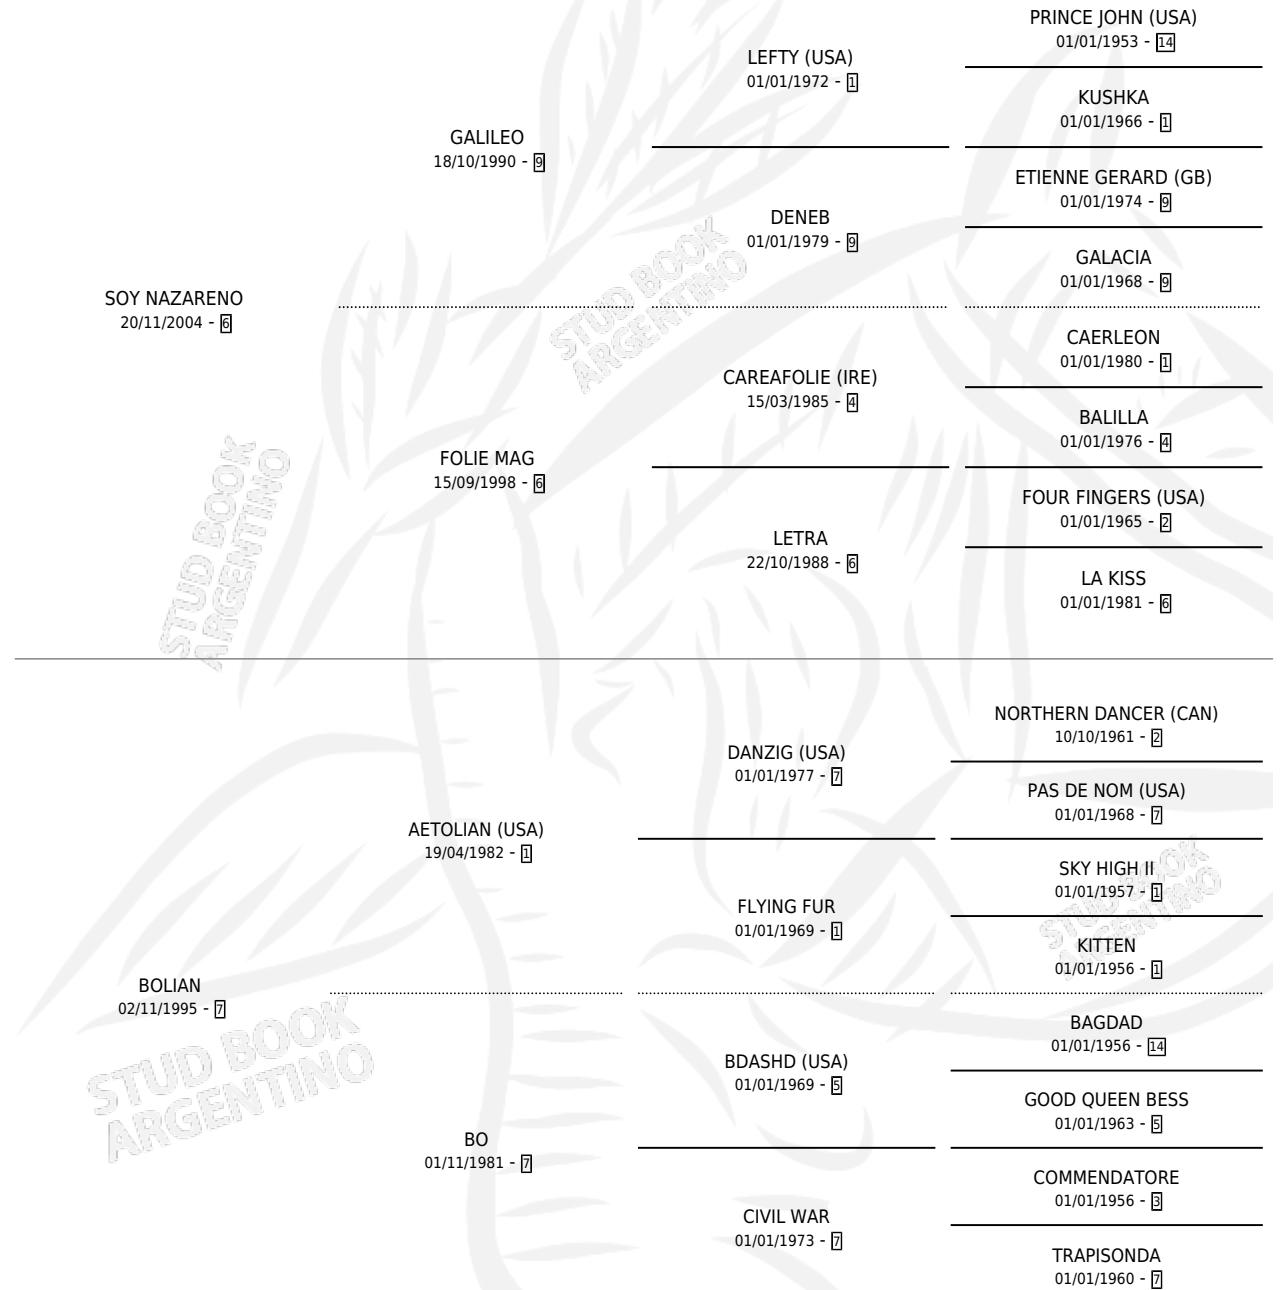 PRINCE JOHN (USA)
01/01/1953 - 14
LEFTY (USA)
01/01/1972 - 1
KUSHKA
01/01/1966 - 1
GALILEO
18/10/1990 - 9
ETIENNE GERARD (GB)
01/01/1974 - 9
DENEB
01/01/1979 - 9
GALACIA
01/01/1968 - 9
SOY NAZARENO
20/11/2004 - 6
STUD BOOK
ARGENTINO
CAERLEON
01/01/1980 - 1
CAREAFOLIE (IRE)
15/03/1985 - 4
BALILLA
01/01/1976 - 4
FOLIE MAG
15/09/1998 - 6
FOUR FINGERS (USA)
01/01/1965 - 2
LETRA
22/10/1988 - 6
LA KISS
01/01/1981 - 6
STUD BOOK
ARGENTINO
NORTHERN DANCER (CAN)
10/10/1961 - 2
DANZIG (USA)
01/01/1977 - 7
PAS DE NOM (USA)
01/01/1968 - 7
AETOLIAN (USA)
19/04/1982 - 1
SKY HIGH II
01/01/1957 - 1
FLYING FUR
01/01/1969 - 1
KITTEN
01/01/1956 - 1
STUD BOOK
ARGENTINO
BOLIAN
02/11/1995 - 7
BAGDAD
01/01/1956 - 14
BDASHD (USA)
01/01/1969 - 5
GOOD QUEEN BESS
01/01/1963 - 5
STUD BOOK
ARGENTINO
BO
01/11/1981 - 7
COMMENDATORE
01/01/1956 - 3
CIVIL WAR
01/01/1973 - 7
TRAPISONDA
01/01/1960 - 7